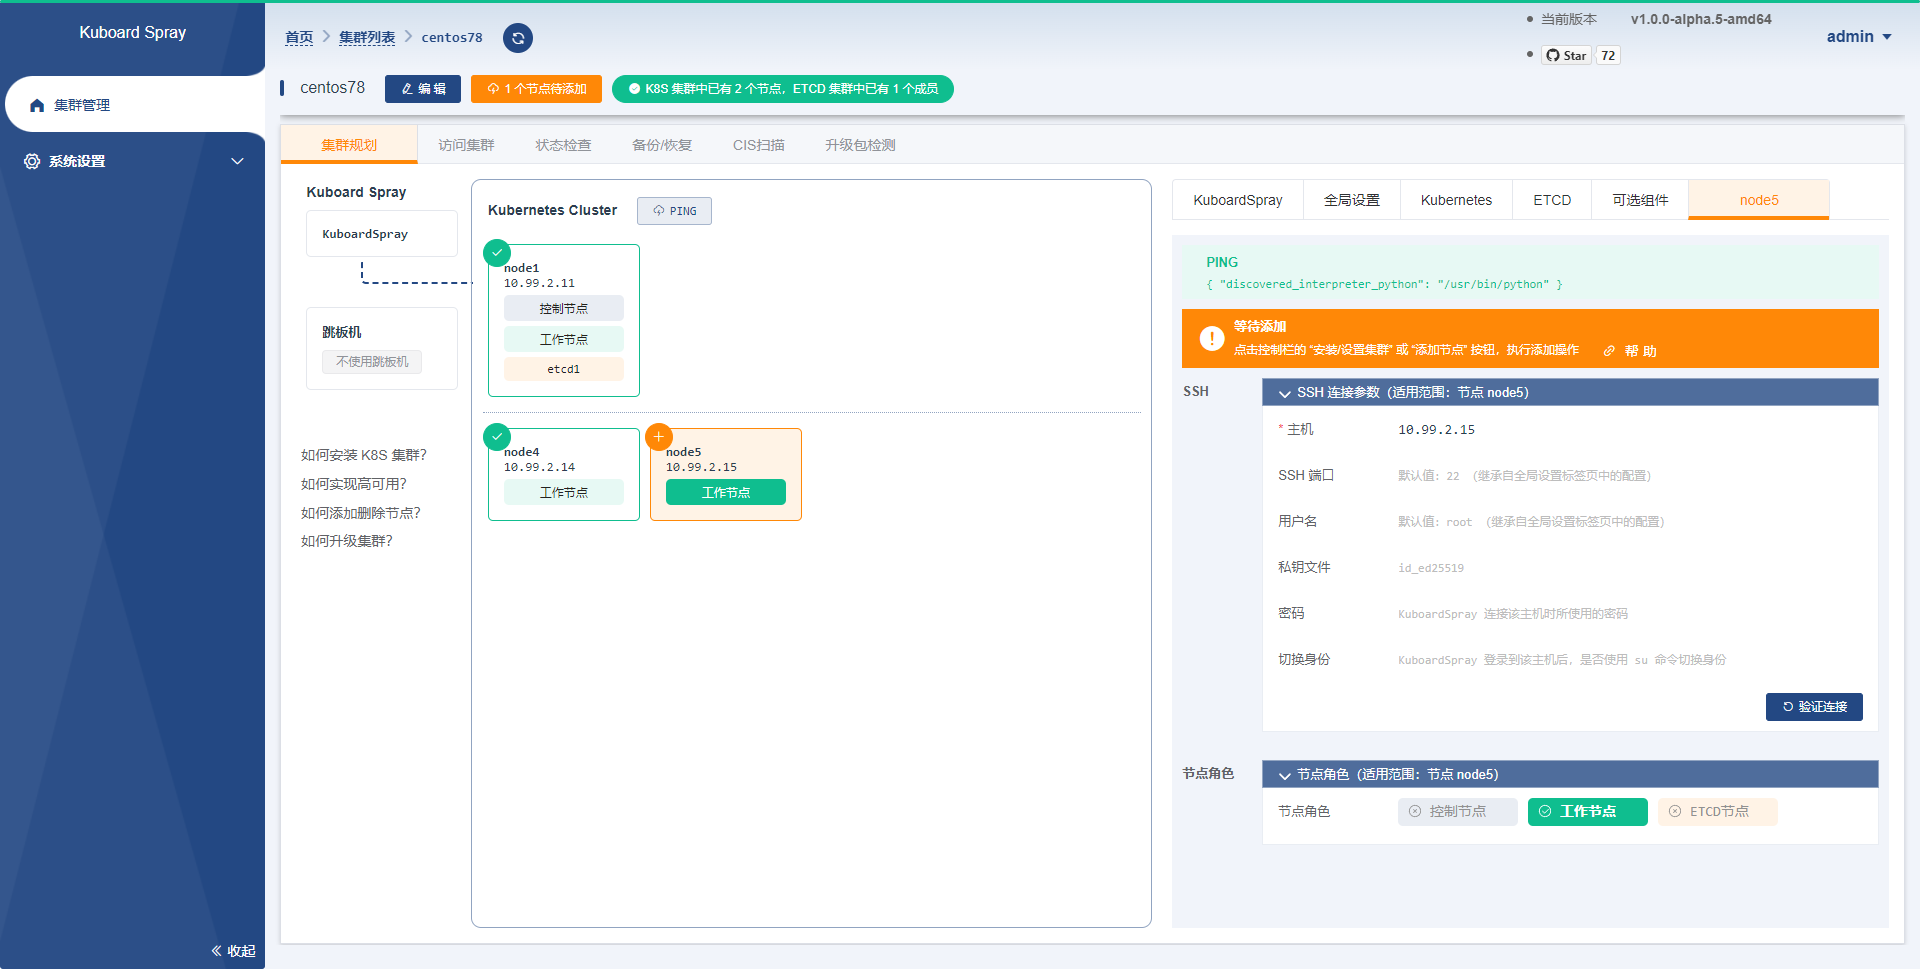 Kuboard Spray
集群管理
系统设置
收起
首页
集群列表
centos78
当前版本
v1.0.0-alpha.5-amd64
Star
72
admin
centos78
编 辑
1 个节点待添加
K8S 集群中已有 2 个节点，ETCD 集群中已有 1 个成员
集群规划
访问集群
状态检查
备份/恢复
CIS扫描
升级包检测
Kuboard Spray
KuboardSpray
跳板机
不使用跳板机
如何安装 K8S 集群?
如何实现高可用?
如何添加删除节点?
如何升级集群?
Kubernetes Cluster
PING
node1
10.99.2.11
控制节点
工作节点
etcd1
node4
10.99.2.14
工作节点
node5
10.99.2.15
工作节点
KuboardSpray
全局设置
Kubernetes
ETCD
可选组件
node5
PING
{ "discovered_interpreter_python": "/usr/bin/python" }
等待添加
点击控制栏的 “安装/设置集群” 或 “添加节点” 按钮，执行添加操作
帮 助
SSH
SSH 连接参数（适用范围：节点 node5）
* 主机
10.99.2.15
SSH 端口
默认值: 22 （继承自全局设置标签页中的配置）
用户名
默认值: root （继承自全局设置标签页中的配置）
私钥文件
id_ed25519
密码
KuboardSpray 连接该主机时所使用的密码
切换身份
KuboardSpray 登录到该主机后，是否使用 su 命令切换身份
验证连接
节点角色
节点角色（适用范围：节点 node5）
节点角色
控制节点
工作节点
ETCD节点